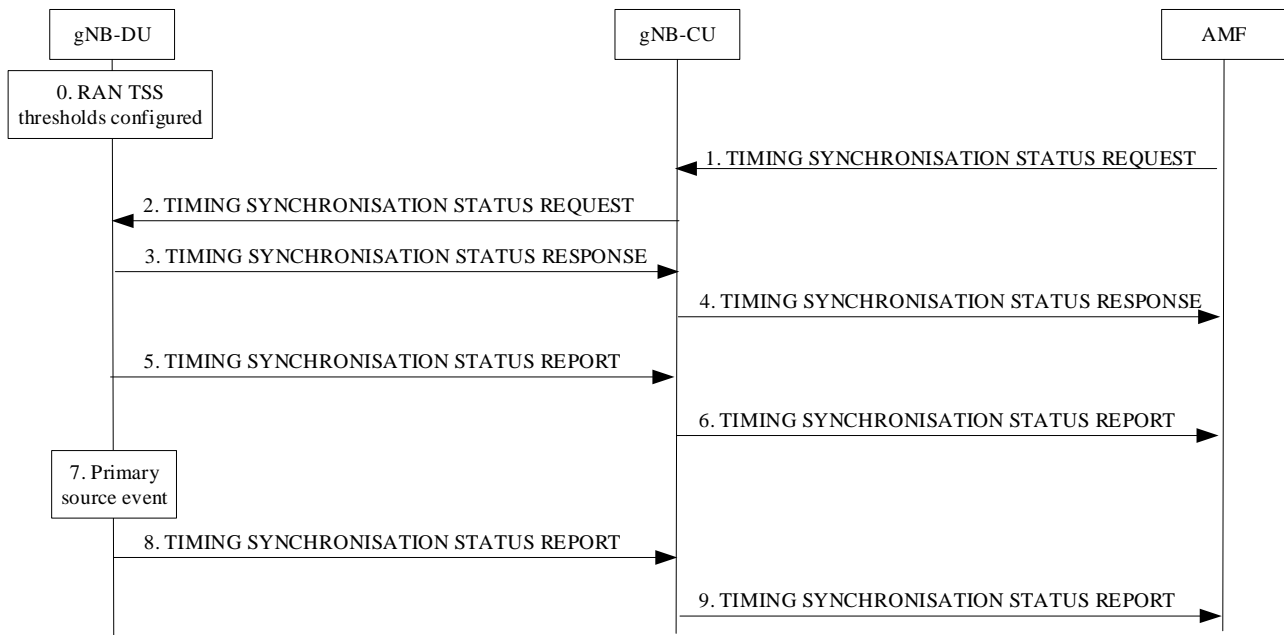 gNB-DU
gNB-CU
AMF
0. RAN TSS
thresholds configured
1. TIMING SYNCHRONISATION STATUS REQUEST
2. TIMING SYNCHRONISATION STATUS REQUEST
3. TIMING SYNCHRONISATION STATUS RESPONSE
4. TIMING SYNCHRONISATION STATUS RESPONSE
5. TIMING SYNCHRONISATION STATUS REPORT
6. TIMING SYNCHRONISATION STATUS REPORT
7. Primary
source event
8. TIMING SYNCHRONISATION STATUS REPORT
9. TIMING SYNCHRONISATION STATUS REPORT